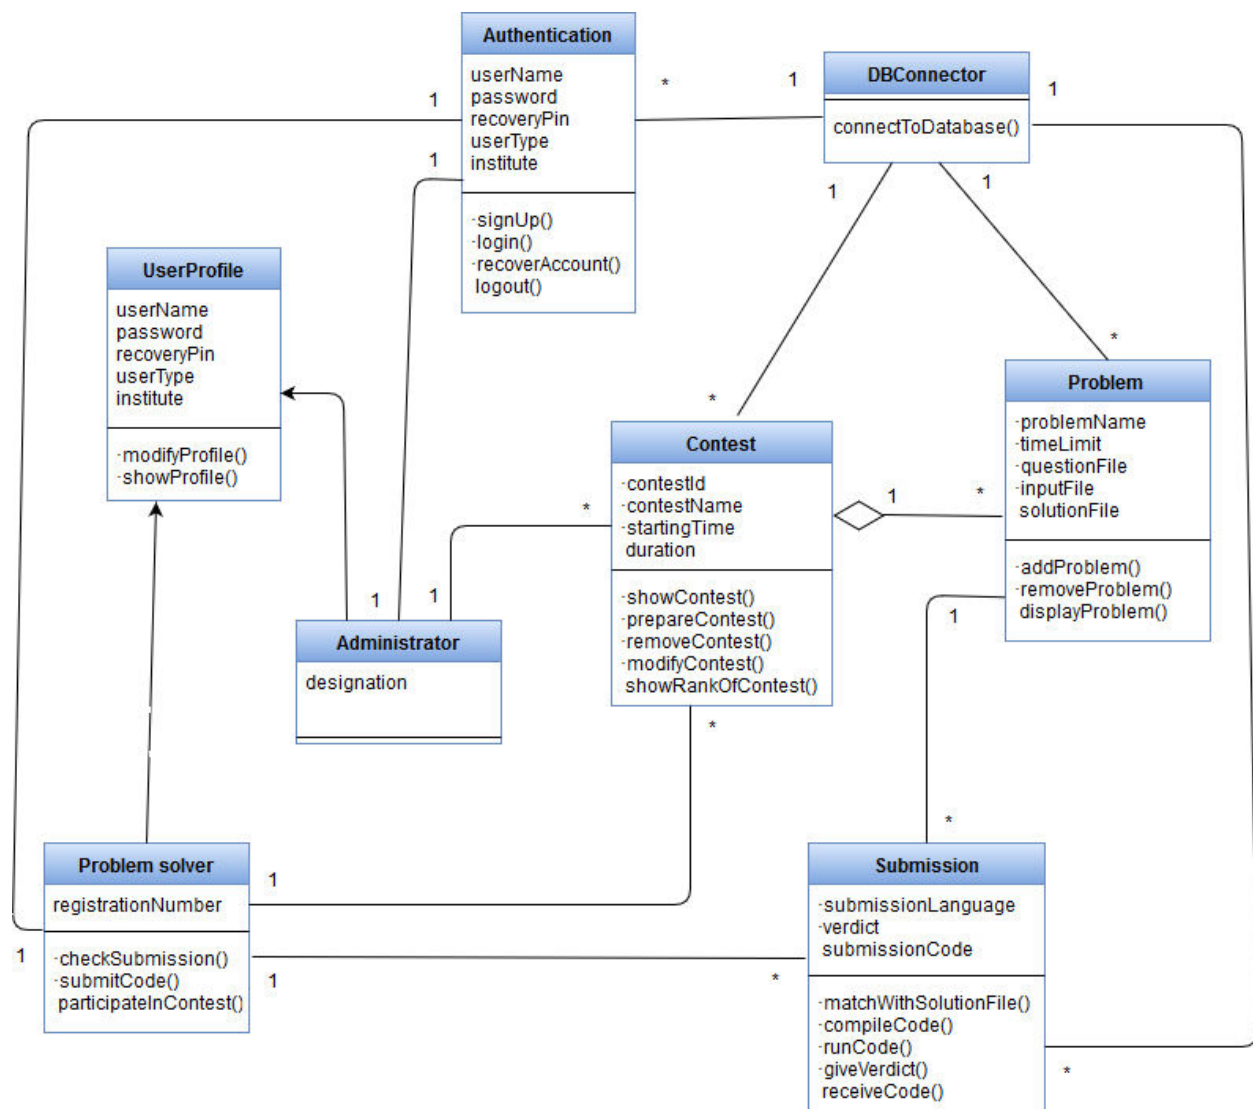 Authentication
userName
password
recoveryPin
userType
institute
-signUp()
-login()
-recoverAccount()
logout()
DBConnector
connectToDatabase()
UserProfile
userName
password
recoveryPin
userType
institute
-modifyProfile()
-showProfile()
Problem
-problemName
-timeLimit
-questionFile
-inputFile
solutionFile
-addProblem()
-removeProblem()
displayProblem()
Contest
-contestId
-contestName
-startingTime
duration
-showContest()
-prepareContest()
-removeContest()
-modifyContest()
showRankOfContest()
Administrator
designation
Problem solver
registrationNumber
-checkSubmission()
-submitCode()
participateInContest()
Submission
-submissionLanguage
-verdict
submissionCode
-matchWithSolutionFile()
-compileCode()
-runCode()
-giveVerdict()
receiveCode()
1
1
*
1
1
1
1
*
*
1
*
*
1
1
1
*
*
1
1
1
*
*